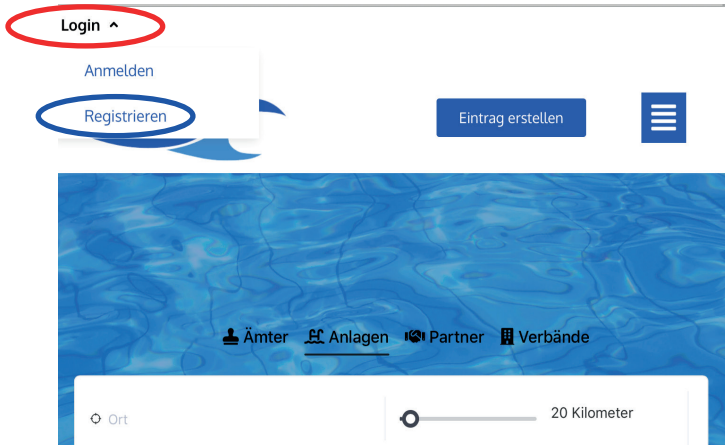 Login
Anmelden
Registrieren
Eintrag erstellen
Ämter Anlagen Partner Verbände
Ort 20 Kilometer